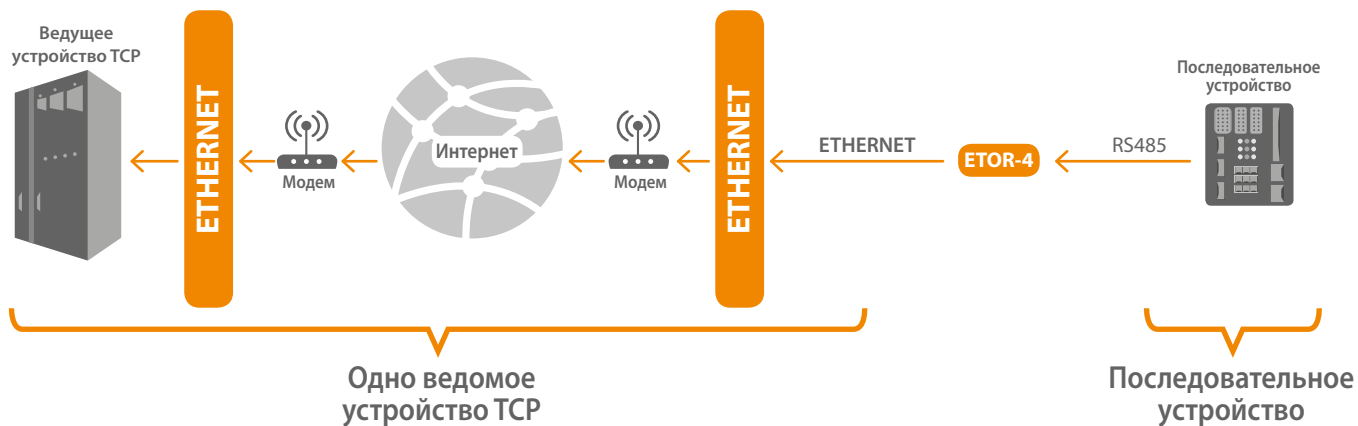 Ведущее
устройство TCP
ETHERNET
Модем
Интернет
Модем
ETHERNET
ETHERNET
ETOR-4
RS485
Последовательное
устройство
Одно ведомое
устройство TCP
Последовательное
устройство